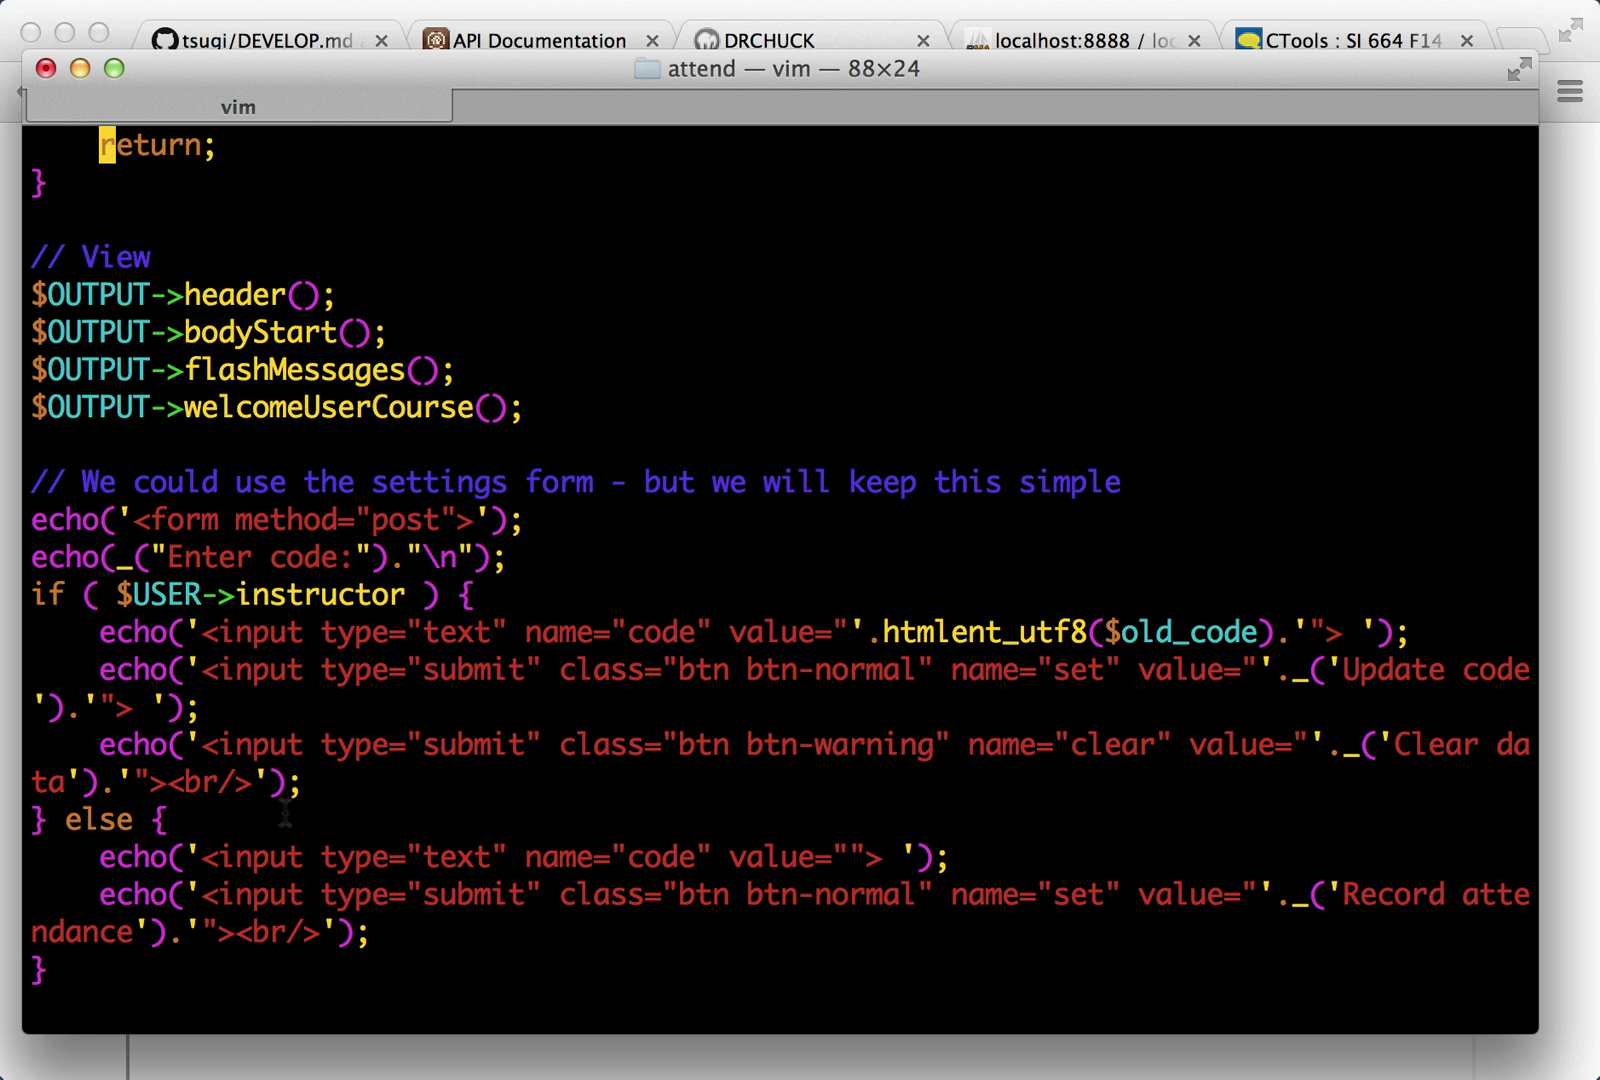 tsugi/DEVELOP.md
API Documentation
DRCHUCK
localhost:8888 / loc
CTools : SI 664 F14
attend — vim — 88×24
vim
    return;
}
// View
$OUTPUT->header();
$OUTPUT->bodyStart();
$OUTPUT->flashMessages();
$OUTPUT->welcomeUserCourse();
// We could use the settings form - but we will keep this simple
echo('<form method="post">');
echo(_("Enter code:")."\n");
if ( $USER->instructor ) {
    echo('<input type="text" name="code" value="'.htmlent_utf8($old_code).'"> ');
    echo('<input type="submit" class="btn btn-normal" name="set" value="'._('Update code
').'"> ');
    echo('<input type="submit" class="btn btn-warning" name="clear" value="'._('Clear da
ta').'"><br/>');
} else {
    echo('<input type="text" name="code" value=""> ');
    echo('<input type="submit" class="btn btn-normal" name="set" value="'._('Record atte
ndance').'"><br/>');
}